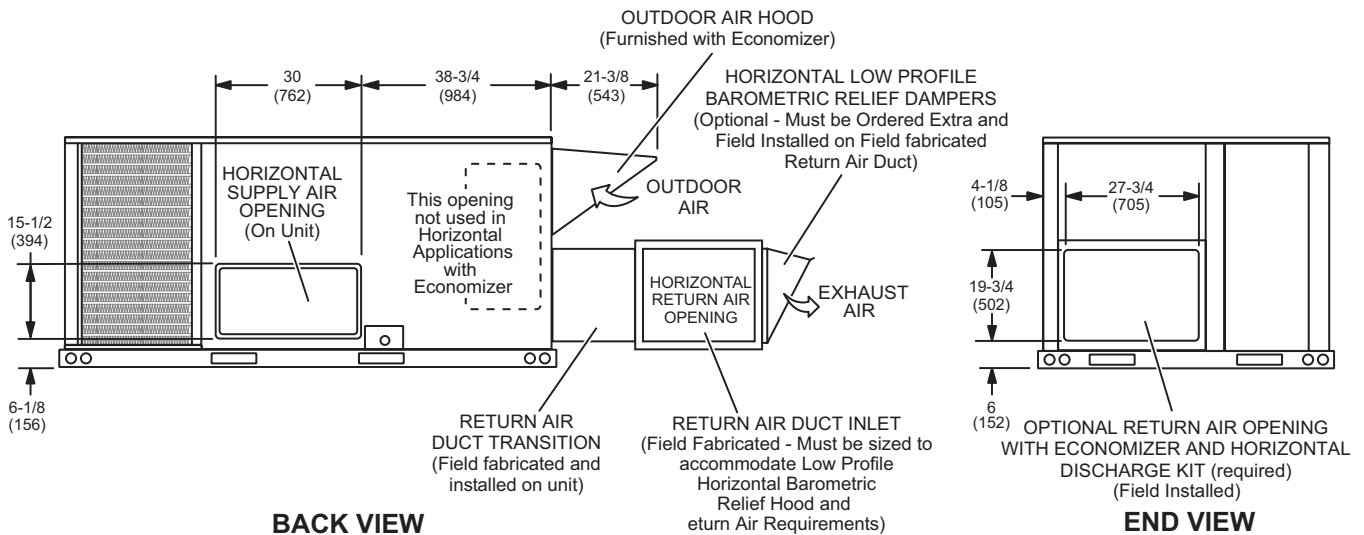 OUTDOOR AIR HOOD
(Furnished with Economizer)
30
(762)
38-3/4
(984)
21-3/8
(543)
HORIZONTAL LOW PROFILE
BAROMETRIC RELIEF DAMPERS
(Optional - Must be Ordered Extra and
Field Installed on Field fabricated
Return Air Duct)
HORIZONTAL
SUPPLY AIR
OPENING
(On Unit)
15-1/2
(394)
This opening
not used in
Horizontal
Applications
with
Economizer
OUTDOOR
AIR
HORIZONTAL
RETURN AIR
OPENING
EXHAUST
AIR
6-1/8
(156)
RETURN AIR
DUCT TRANSITION
(Field fabricated and
installed on unit)
RETURN AIR DUCT INLET
(Field Fabricated - Must be sized to
accommodate Low Profile
Horizontal Barometric
Relief Hood and
eturn Air Requirements)
BACK VIEW
4-1/8
(105)
27-3/4
(705)
19-3/4
(502)
6
(152)
OPTIONAL RETURN AIR OPENING
WITH ECONOMIZER AND HORIZONTAL
DISCHARGE KIT (required)
(Field Installed)
END VIEW